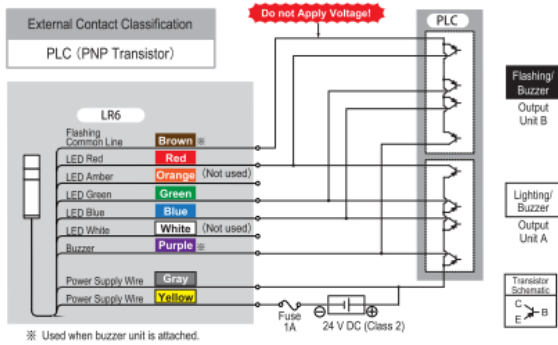 External Contact Classification
PLC (PNP Transistor)
Do not Apply Voltage!
PLC
LR6
Flashing
Common Line
Brown ※
LED Red
Red
LED Amber
Orange (Not used)
LED Green
Green
LED Blue
Blue
LED White
White (Not used)
Buzzer
Purple ※
Power Supply Wire
Gray
Power Supply Wire
Yellow
Fuse
1A
24 V DC (Class 2)
※ Used when buzzer unit is attached.
Flashing/
Buzzer
Output
Unit B
Lighting/
Buzzer
Output
Unit A
Transistor
Schematic
C
B
E